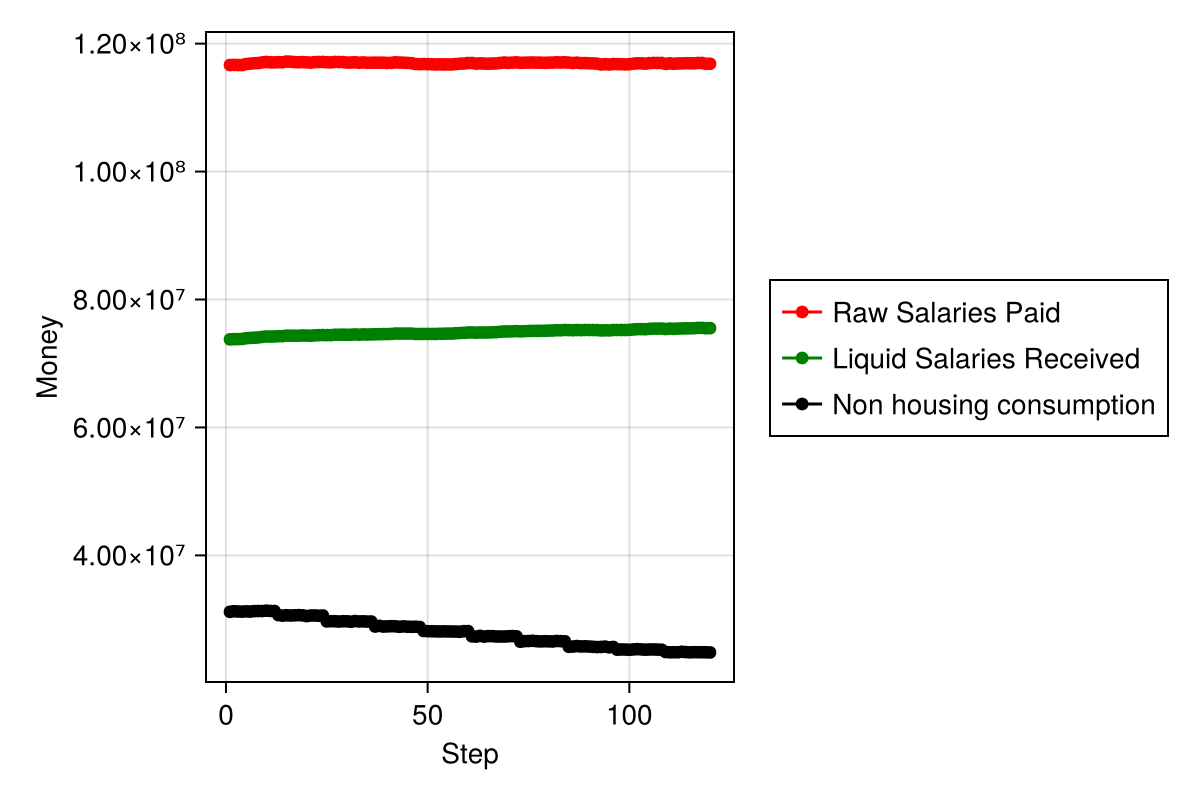 1.20×10⁸
1.00×10⁸
8.00×10⁷
6.00×10⁷
4.00×10⁷
Money
0 50 100
Step
Raw Salaries Paid
Liquid Salaries Received
Non housing consumption